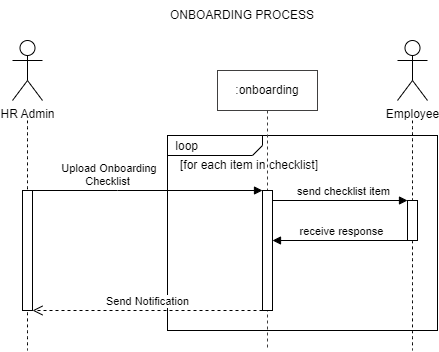 ONBOARDING PROCESS
HR Admin
:onboarding
Employee
loop
[for each item in checklist]
Upload Onboarding
Checklist
send checklist item
receive response
Send Notification